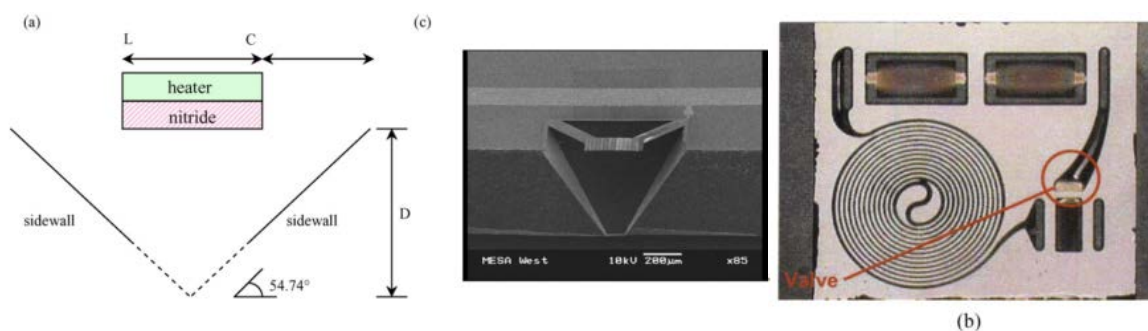 (a)
L
C
heater
nitride
sidewall
sidewall
D
54.74°
(c)
MESA West 10kV 200µm x85
Valve
(b)